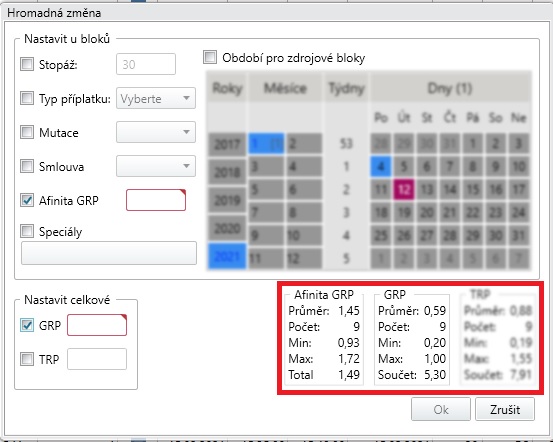 Hromadná změna
Nastavit u bloků
Stopáž: 30
Typ příplatku: Vyberte
Mutace
Smlouva
Afinita GRP
Speciály
Období pro zdrojové bloky
Roky Měsíce Týdny Dny (1)
Po Út St Čt Pá So Ne
2017 1 (1) 2 53 28 29 30 31 1 2 3
2018 3 4 1 4 5 6 7 8 9 10
2019 5 6 2 11 12 13 14 15 16 17
2020 7 8 3 18 19 20 21 22 23 24
2021 9 10 4 25 26 27 28 29 30 31
11 12 5 1 2 3 4 5 6 7
Nastavit celkové
GRP
TRP
Afinita GRP
Průměr: 1,45
Počet: 9
Min: 0,93
Max: 1,72
Total 1,49
GRP
Průměr: 0,59
Počet: 9
Min: 0,20
Max: 1,00
Součet: 5,30
TRP
Průměr: 0,88
Počet: 9
Min: 0,19
Max: 1,55
Součet: 7,91
Ok Zrušit